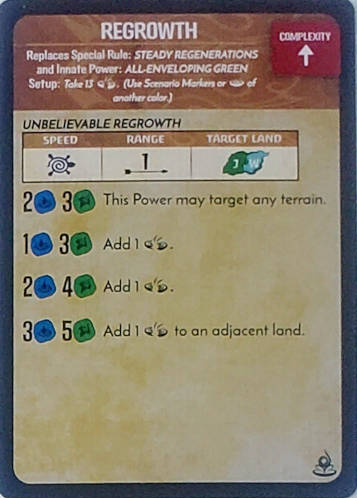 REGROWTH
COMPLEXITY
Replaces Special Rule: STEADY REGENERATIONS
and Innate Power: ALL-ENVELOPING GREEN
Setup: Take 13 . (Use Scenario Markers or of
another color.)
UNBELIEVABLE REGROWTH
SPEED RANGE TARGET LAND
1 J W
2 3 This Power may target any terrain.
1 3 Add 1 .
2 4 Add 1 .
3 5 Add 1 to an adjacent land.